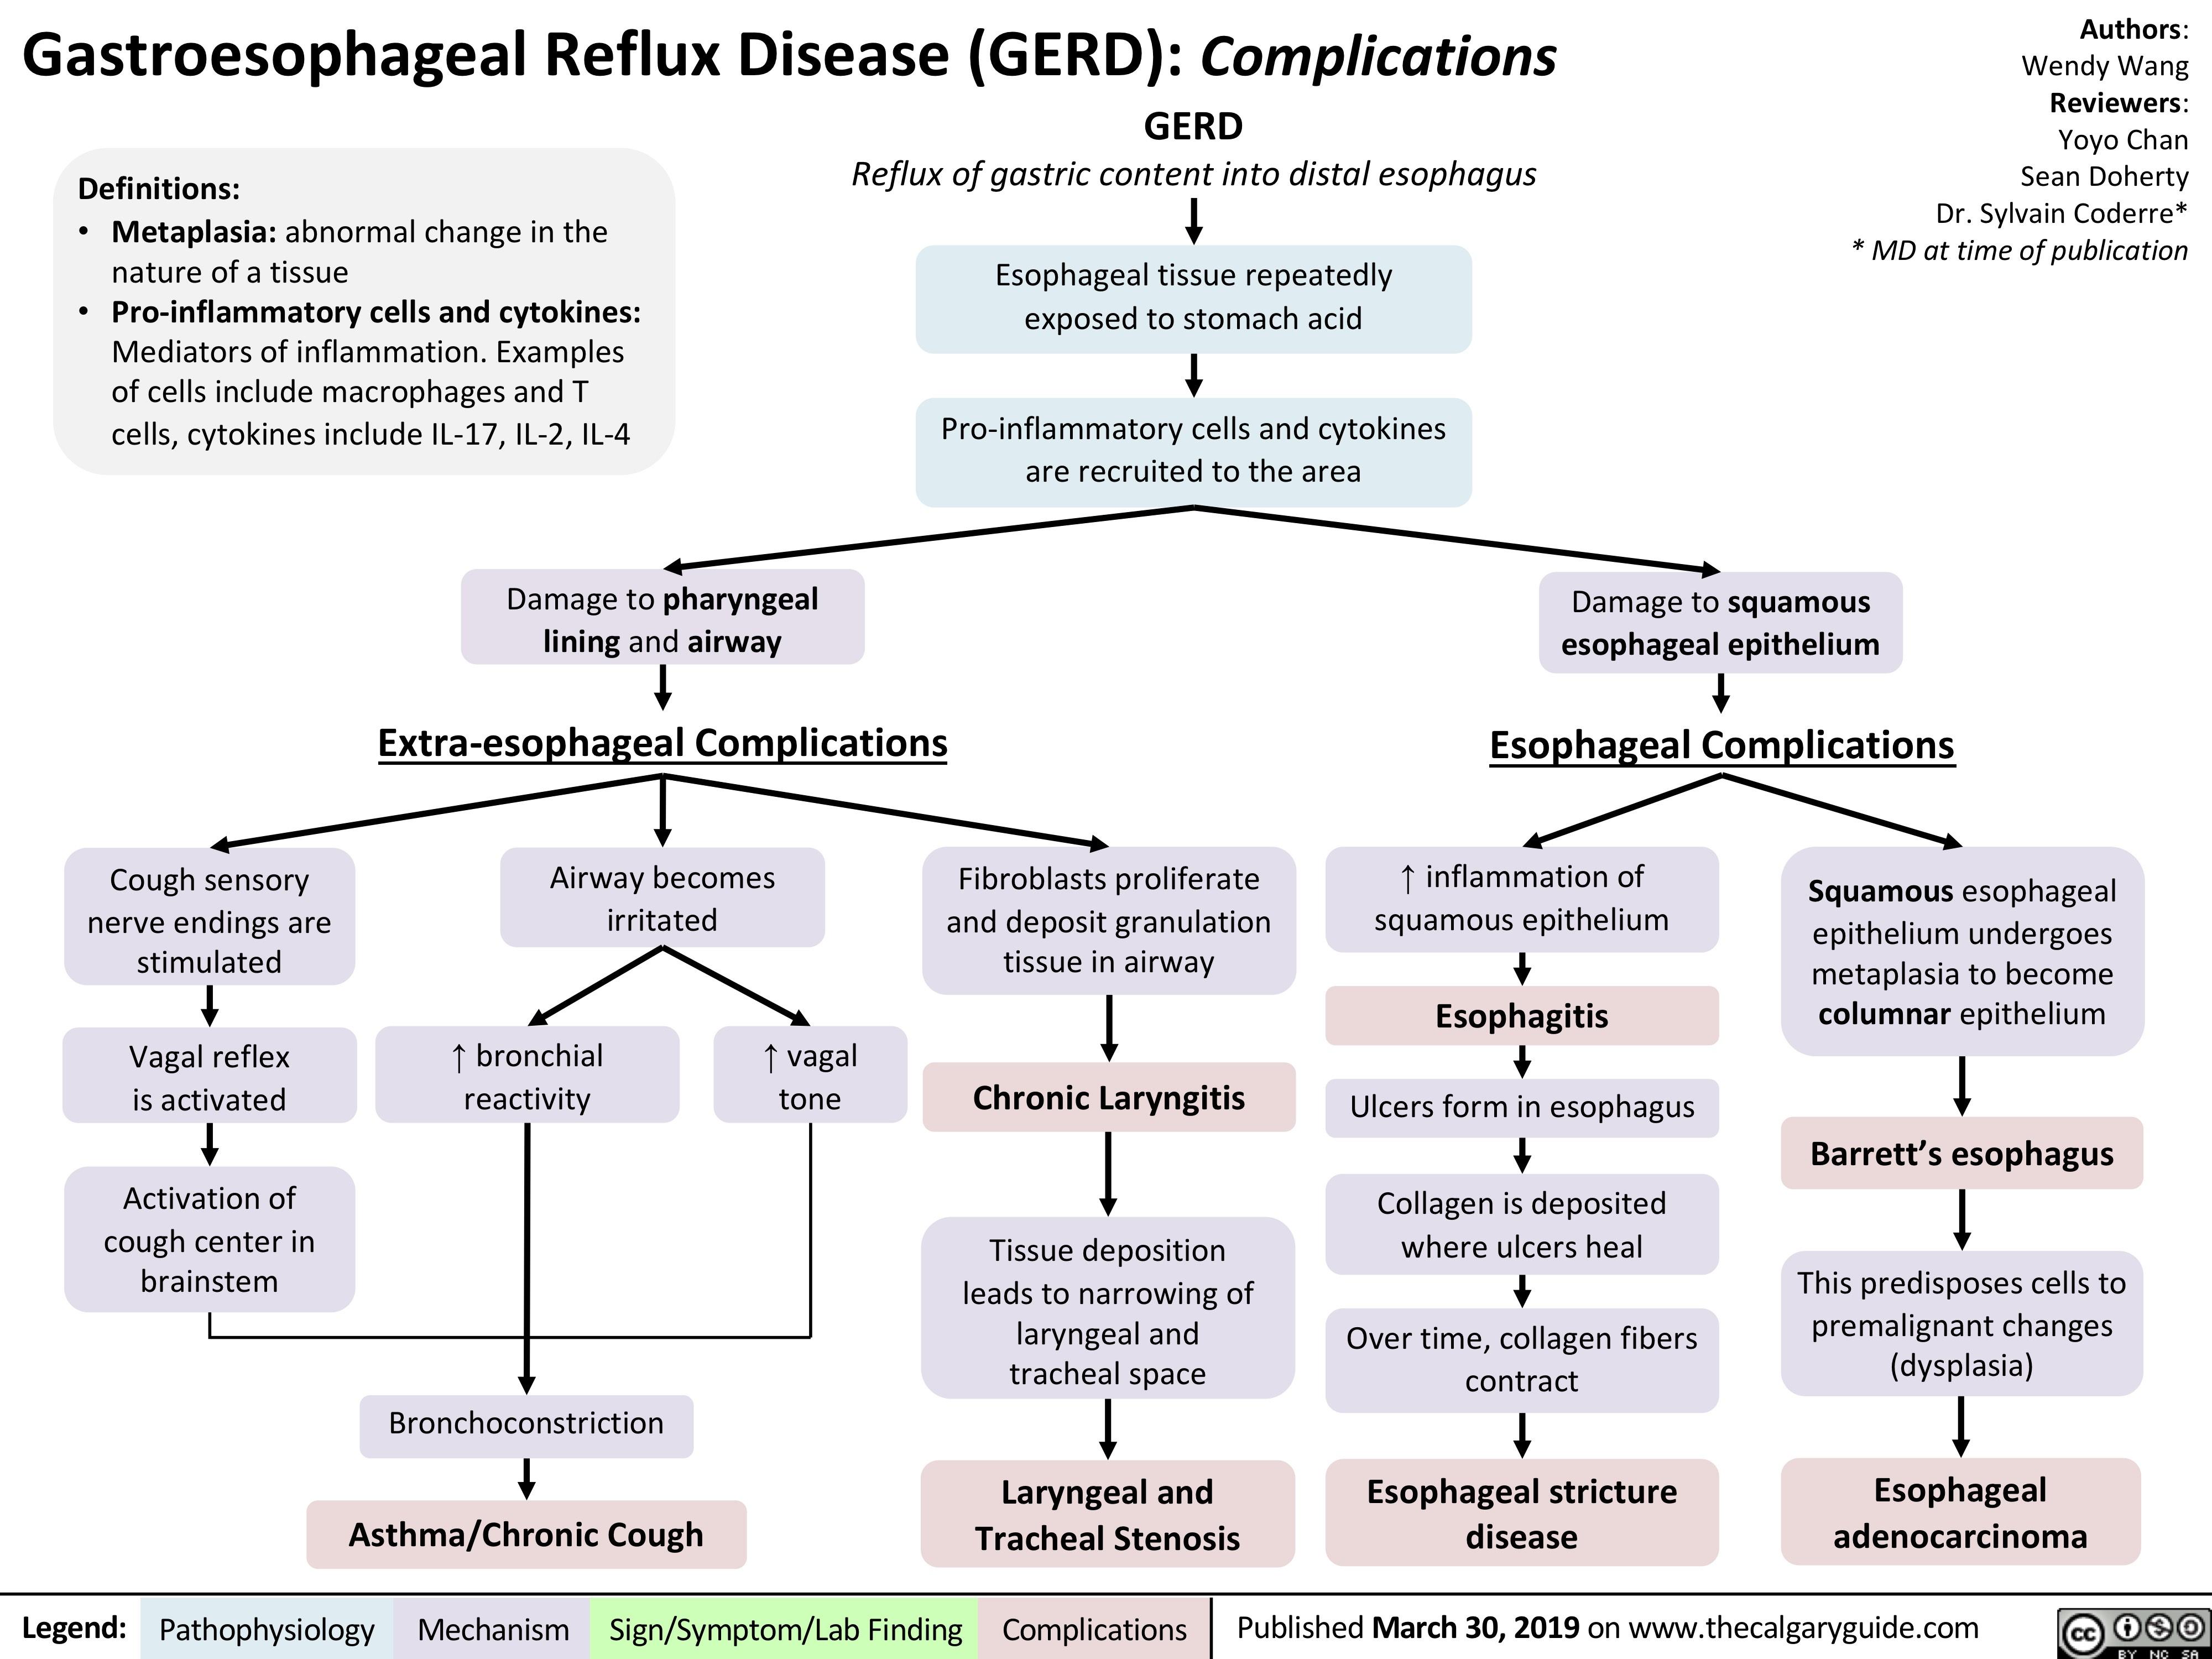 Gastroesophageal Reflux Disease (GERD): Complications
Authors:
Wendy Wang
Reviewers:
Yoyo Chan
Sean Doherty
Dr. Sylvain Coderre*
* MD at time of publication
Definitions:
• Metaplasia: abnormal change in the
nature of a tissue
• Pro-inflammatory cells and cytokines:
Mediators of inflammation. Examples
of cells include macrophages and T
cells, cytokines include IL-17, IL-2, IL-4
GERD
Reflux of gastric content into distal esophagus
Esophageal tissue repeatedly
exposed to stomach acid
Pro-inflammatory cells and cytokines
are recruited to the area
Damage to pharyngeal
lining and airway
Damage to squamous
esophageal epithelium
Extra-esophageal Complications
Esophageal Complications
Cough sensory
nerve endings are
stimulated
Vagal reflex
is activated
Activation of
cough center in
brainstem
Airway becomes
irritated
↑ bronchial
reactivity
↑ vagal
tone
Bronchoconstriction
Asthma/Chronic Cough
Fibroblasts proliferate
and deposit granulation
tissue in airway
Chronic Laryngitis
Tissue deposition
leads to narrowing of
laryngeal and
tracheal space
Laryngeal and
Tracheal Stenosis
↑ inflammation of
squamous epithelium
Esophagitis
Ulcers form in esophagus
Collagen is deposited
where ulcers heal
Over time, collagen fibers
contract
Esophageal stricture
disease
Squamous esophageal
epithelium undergoes
metaplasia to become
columnar epithelium
Barrett’s esophagus
This predisposes cells to
premalignant changes
(dysplasia)
Esophageal
adenocarcinoma
Legend: Pathophysiology Mechanism Sign/Symptom/Lab Finding Complications
Published March 30, 2019 on www.thecalgaryguide.com
cc BY NC SA